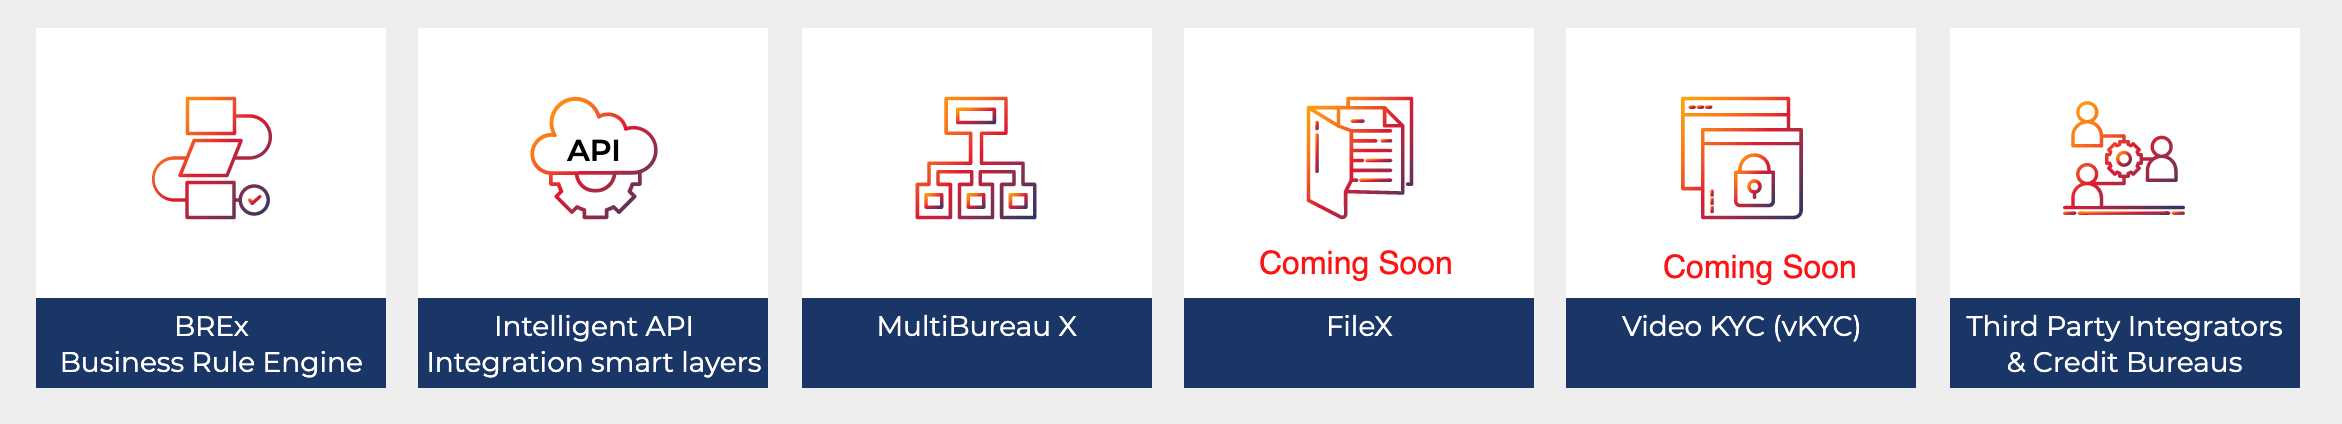 API
Coming Soon
Coming Soon
BREx
Business Rule Engine
Intelligent API
Integration smart layers
MultiBureau X
FileX
Video KYC (vKYC)
Third Party Integrators
& Credit Bureaus